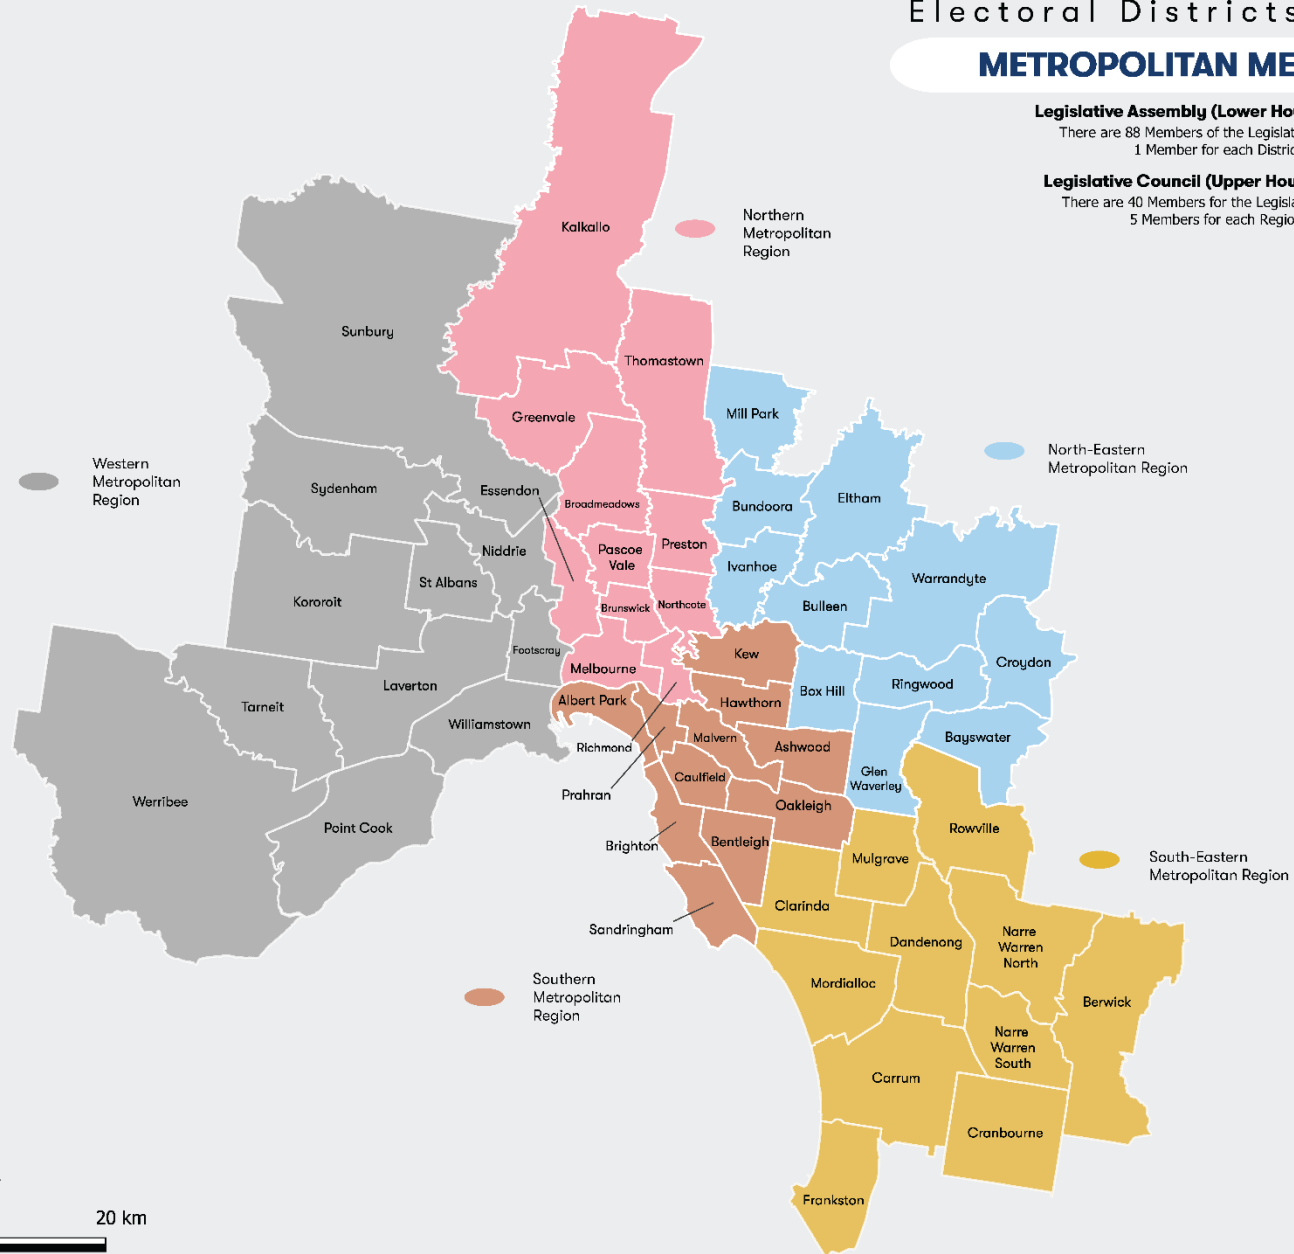 Electoral Districts
METROPOLITAN ME
Legislative Assembly (Lower Hou
There are 88 Members of the Legislat
1 Member for each Distric
Legislative Council (Upper Hou
There are 40 Members for the Legisla
5 Members for each Regio
Northern
Metropolitan
Region
Kalkallo
Sunbury
Thomastown
Mill Park
Greenvale
North-Eastern
Metropolitan Region
Western
Metropolitan
Region
Sydenham
Essendon
Broadmeadows
Bundoora
Eltham
Niddrie
Pascoe
Vale
Preston
Ivanhoe
Warrandyte
St Albans
Kororoit
Brunswick
Northcote
Bulleen
Footscray
Melbourne
Kew
Croydon
Laverton
Box Hill
Ringwood
Tarneit
Albert Park
Hawthorn
Williamstown
Richmond
Malvern
Ashwood
Bayswater
Caulfield
Glen
Waverley
Prahran
Werribee
Oakleigh
Point Cook
Rowville
Brighton
Bentleigh
Mulgrave
South-Eastern
Metropolitan Region
Clarinda
Sandringham
Dandenong
Narre
Warren
North
Southern
Metropolitan
Region
Mordialloc
Berwick
Narre
Warren
South
Carrum
Cranbourne
Frankston
20 km